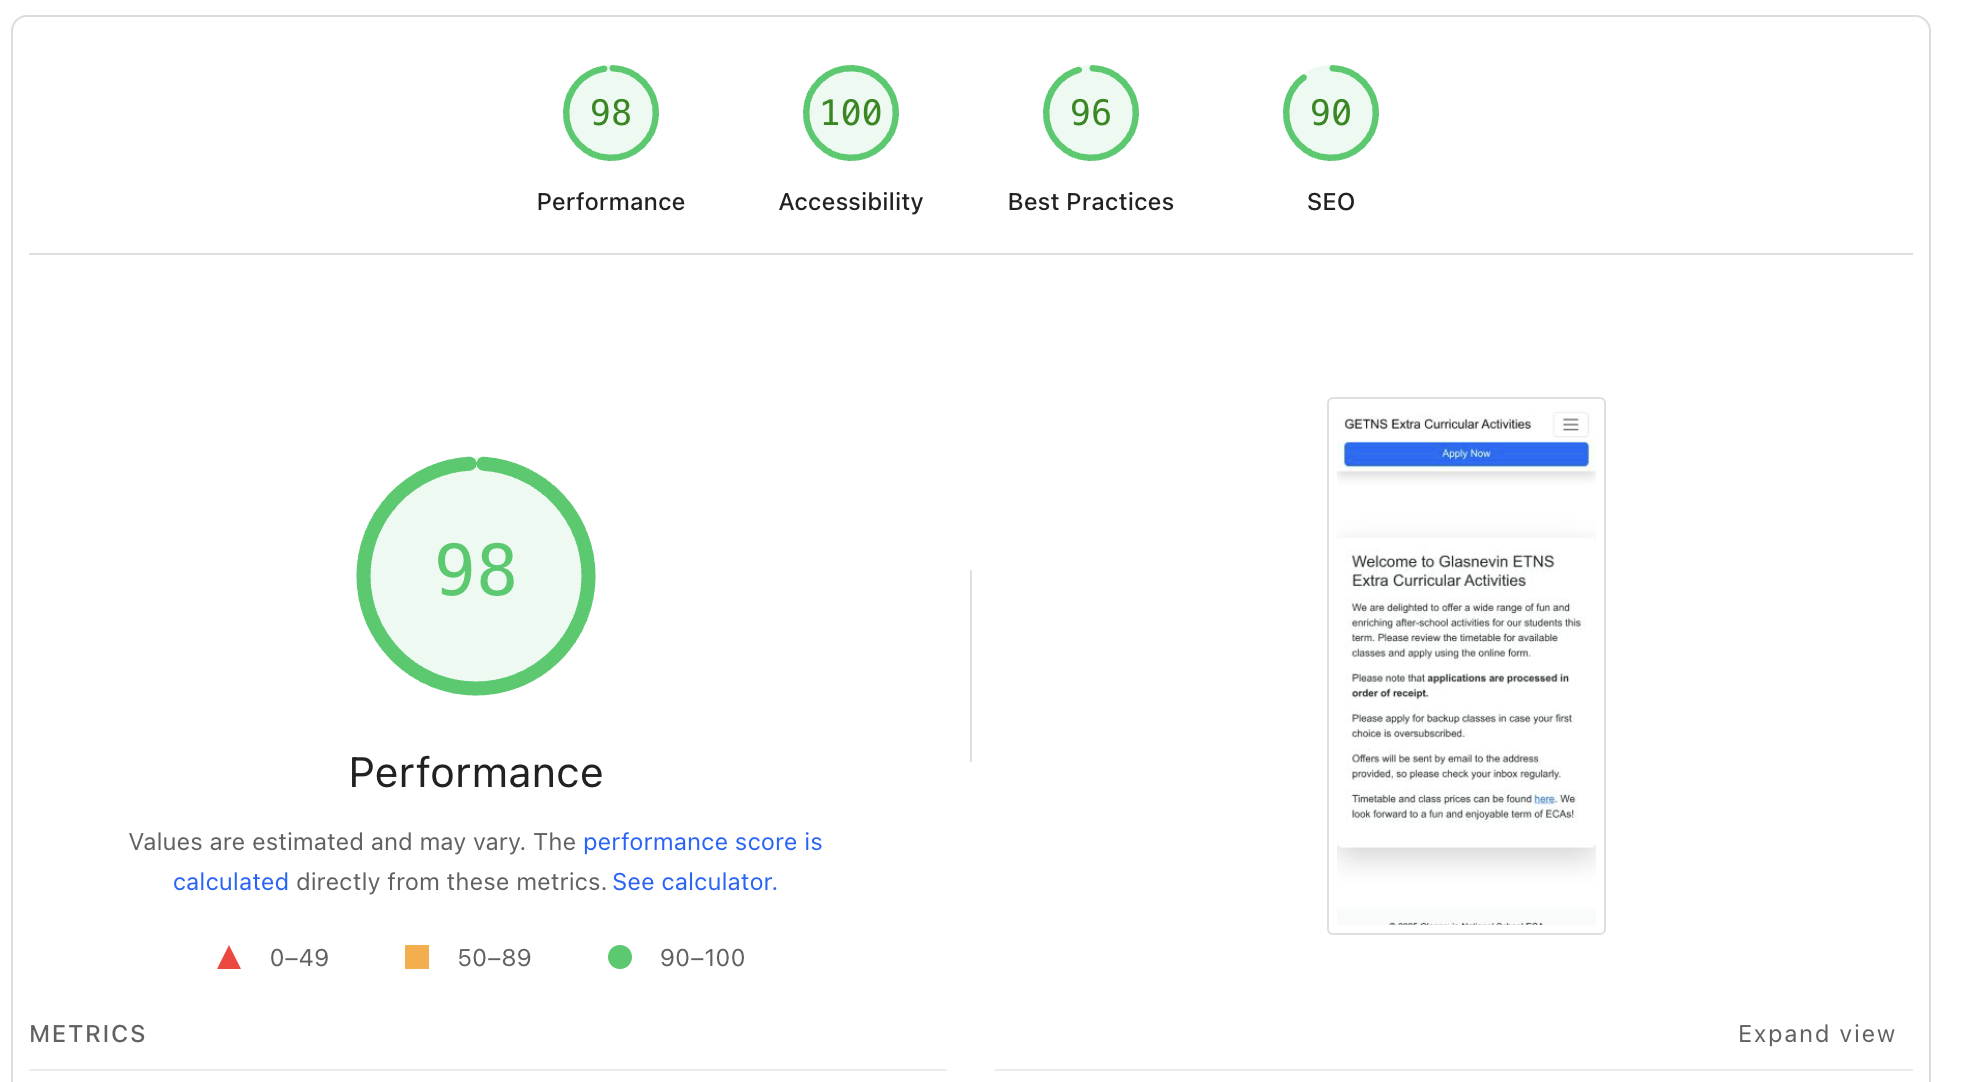 98
100
96
90
Performance
Accessibility
Best Practices
SEO
98
Performance
Values are estimated and may vary. The performance score is
calculated directly from these metrics. See calculator.
0–49
50–89
90–100
GETNS Extra Curricular Activities
Apply Now
Welcome to Glasnevin ETNS
Extra Curricular Activities
We are delighted to offer a wide range of fun and
enriching after-school activities for our students this
term. Please review the timetable for available
classes and apply using the online form.
Please note that applications are processed in
order of receipt.
Please apply for backup classes in case your first
choice is oversubscribed.
Offers will be sent by email to the address
provided, so please check your inbox regularly.
Timetable and class prices can be found here. We
look forward to a fun and enjoyable term of ECAs!
METRICS
Expand view